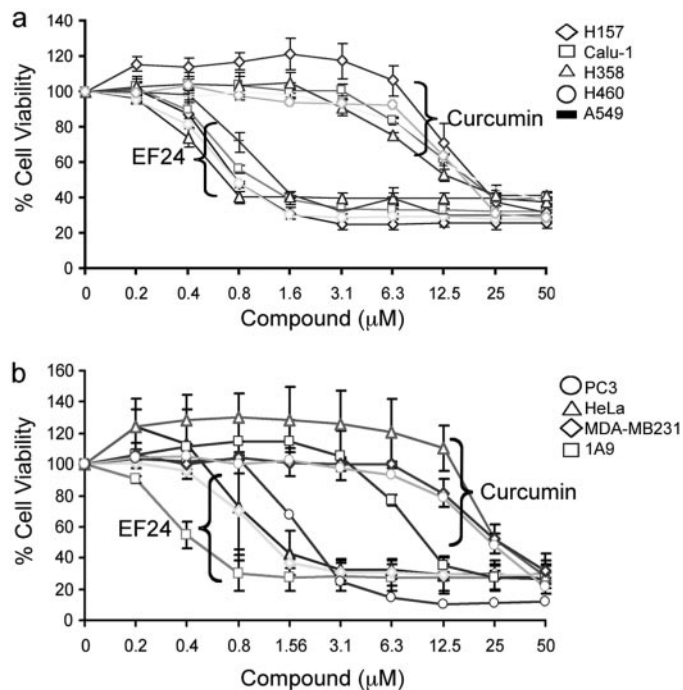 a
140
120
100
80
60
40
20
0
% Cell Viability
EF24
Curcumin
H157
Calu-1
H358
H460
A549
0 0.2 0.4 0.8 1.6 3.1 6.3 12.5 25 50
Compound (μM)
b
160
140
120
100
80
60
40
20
0
% Cell Viability
EF24
Curcumin
PC3
HeLa
MDA-MB231
1A9
0 0.2 0.4 0.8 1.56 3.1 6.3 12.5 25 50
Compound (μM)